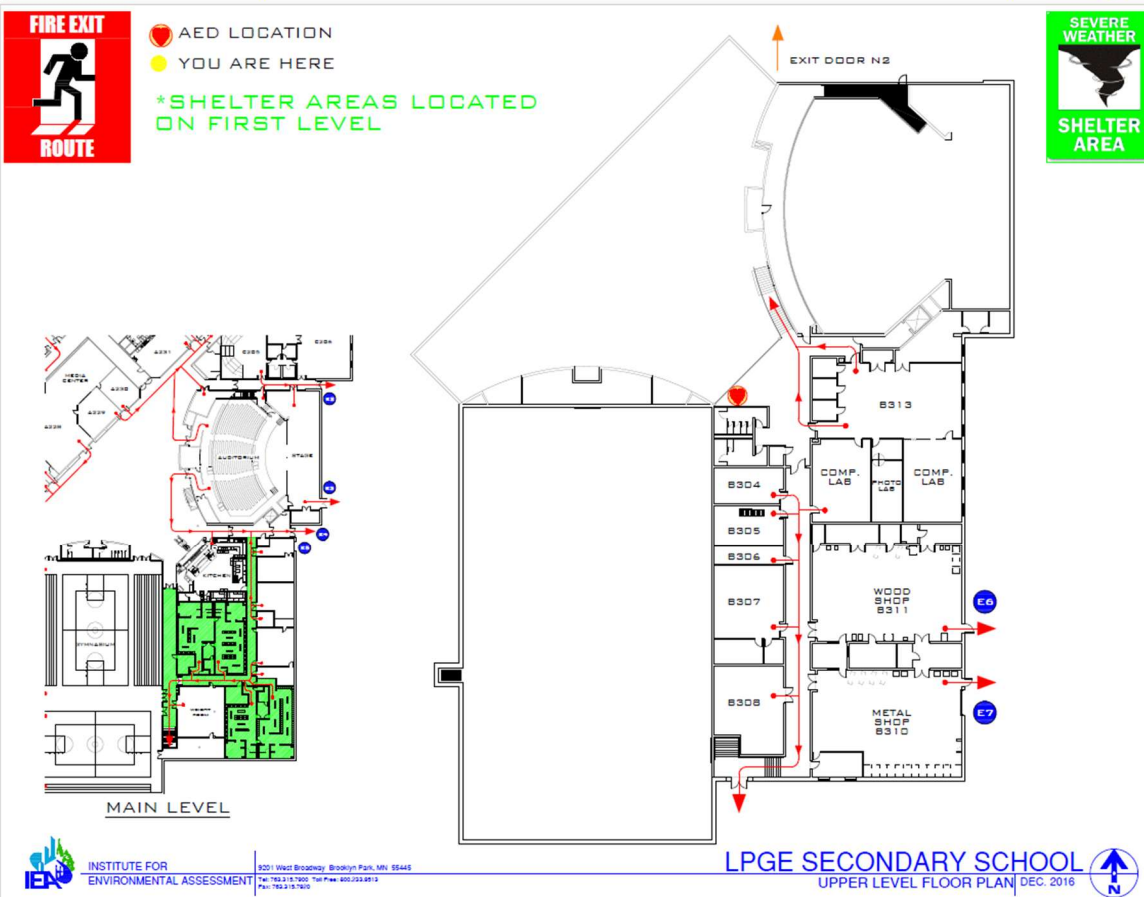 FIRE EXIT
ROUTE
AED LOCATION
YOU ARE HERE
*SHELTER AREAS LOCATED
ON FIRST LEVEL
EXIT DOOR N2
SEVERE
WEATHER
SHELTER
AREA
B313
COMP.
LAB
PHOTO
LAB
COMP.
LAB
B304
B305
B306
B307
B308
WOOD
SHOP
B311
E6
METAL
SHOP
B310
E7
MEDIA
CENTER
AUDITORIUM
STAGE
KITCHEN
GYMNASIUM
MAIN LEVEL
IEA
INSTITUTE FOR
ENVIRONMENTAL ASSESSMENT
9201 West Broadway Brooklyn Park, MN 55445
LPGE SECONDARY SCHOOL
UPPER LEVEL FLOOR PLAN
DEC. 2016
N